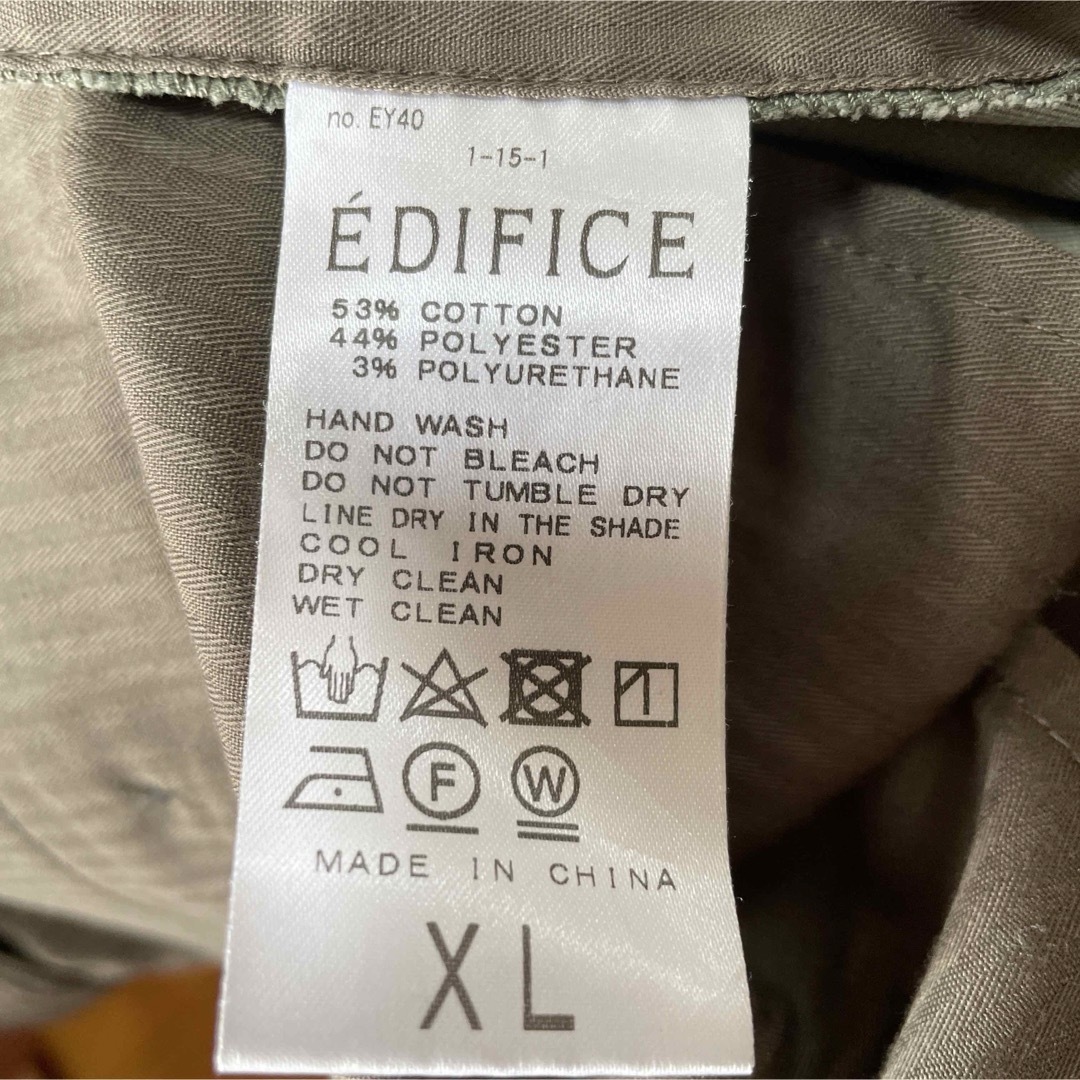 no. EY40
1-15-1
ÉDIFICE
53% COTTON
44% POLYESTER
3% POLYURETHANE
HAND WASH
DO NOT BLEACH
DO NOT TUMBLE DRY
LINE DRY IN THE SHADE
COOL IRON
DRY CLEAN
WET CLEAN
F W
MADE IN CHINA
XL